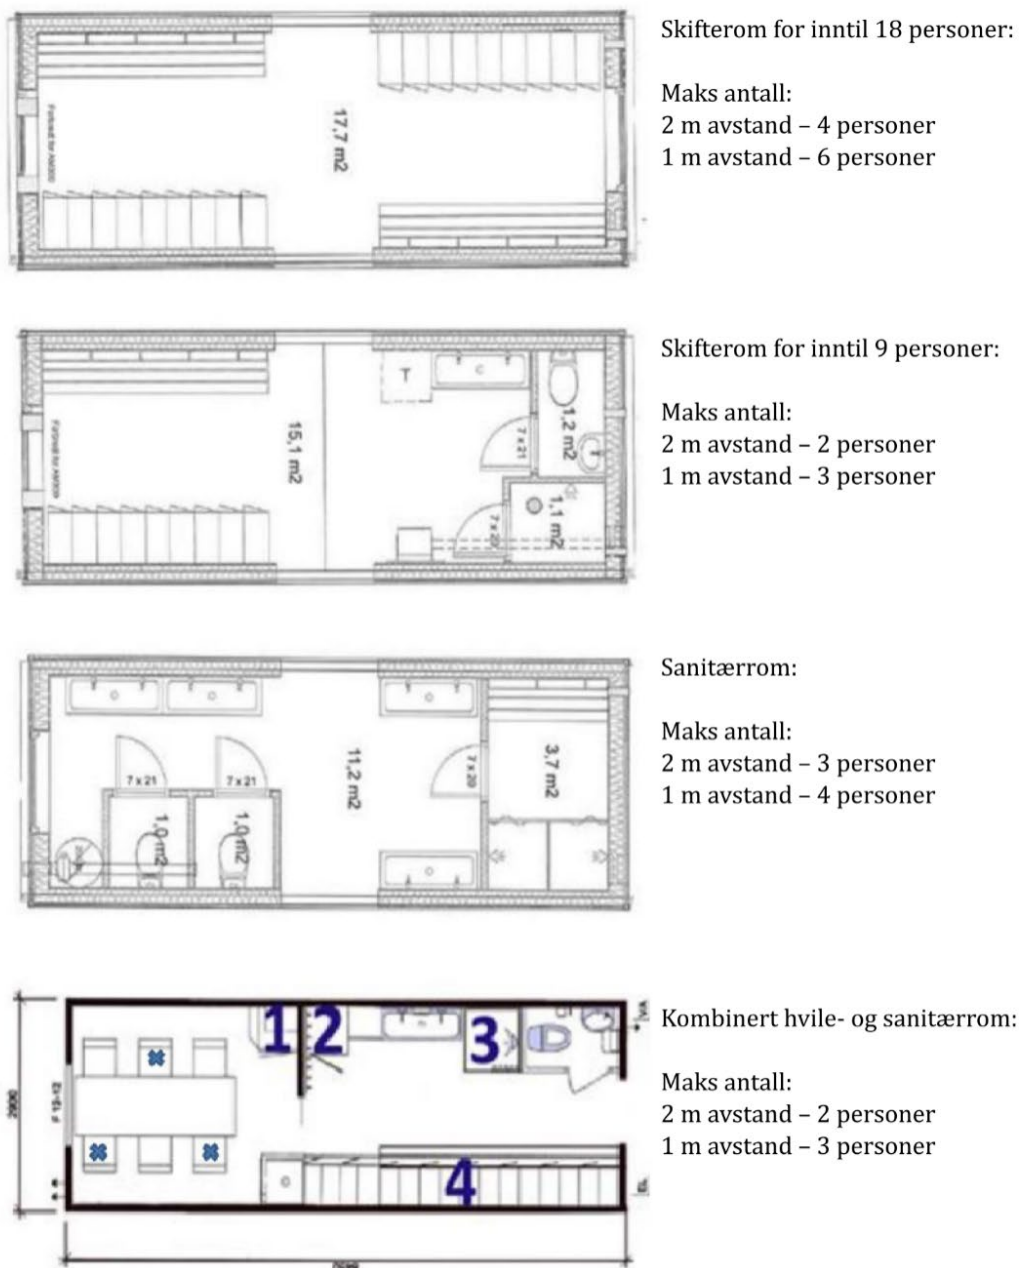 Skifterom for inntil 18 personer:
Maks antall:
2 m avstand – 4 personer
1 m avstand – 6 personer
17,7 m2
Skifterom for inntil 9 personer:
Maks antall:
2 m avstand – 2 personer
1 m avstand – 3 personer
T
C
15,1 m2
1,2 m2
7 x 21
T
1,1 m2
Sanitærrom:
Maks antall:
2 m avstand – 3 personer
1 m avstand – 4 personer
7 x 21
7 x 21
11,2 m2
7 x 20
3,7 m2
1,0 m2
1,0 m2
Kombinert hvile- og sanitærrom:
Maks antall:
2 m avstand – 2 personer
1 m avstand – 3 personer
1
2
3
4